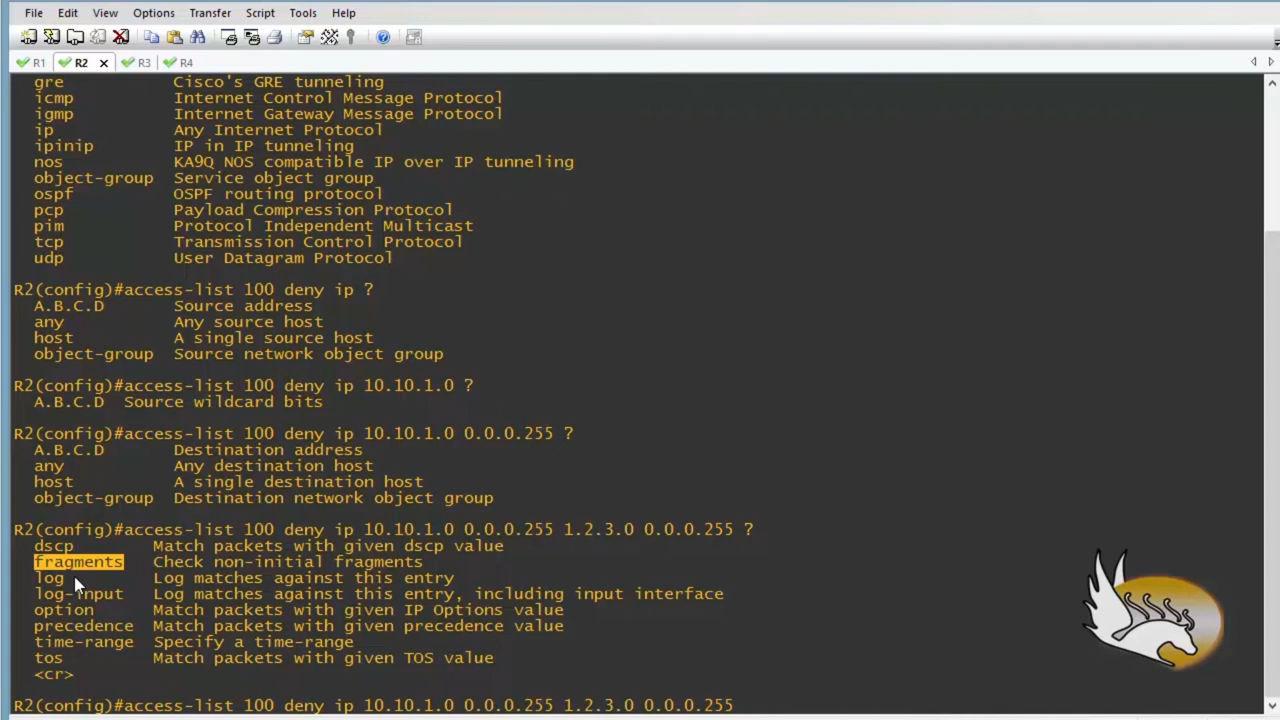 File Edit View Options Transfer Script Tools Help
R1 R2 R3 R4
gre Cisco's GRE tunneling
icmp Internet Control Message Protocol
igmp Internet Gateway Message Protocol
ip Any Internet Protocol
ipinip IP in IP tunneling
nos KA9Q NOS compatible IP over IP tunneling
object-group Service object group
ospf OSPF routing protocol
pcp Payload Compression Protocol
pim Protocol Independent Multicast
tcp Transmission Control Protocol
udp User Datagram Protocol
R2(config)#access-list 100 deny ip ?
A.B.C.D Source address
any Any source host
host A single source host
object-group Source network object group
R2(config)#access-list 100 deny ip 10.10.1.0 ?
A.B.C.D Source wildcard bits
R2(config)#access-list 100 deny ip 10.10.1.0 0.0.0.255 ?
A.B.C.D Destination address
any Any destination host
host A single destination host
object-group Destination network object group
R2(config)#access-list 100 deny ip 10.10.1.0 0.0.0.255 1.2.3.0 0.0.0.255 ?
dscp Match packets with given dscp value
fragments Check non-initial fragments
log Log matches against this entry
log-input Log matches against this entry, including input interface
option Match packets with given IP Options value
precedence Match packets with given precedence value
time-range Specify a time-range
tos Match packets with given TOS value
<cr>
R2(config)#access-list 100 deny ip 10.10.1.0 0.0.0.255 1.2.3.0 0.0.0.255